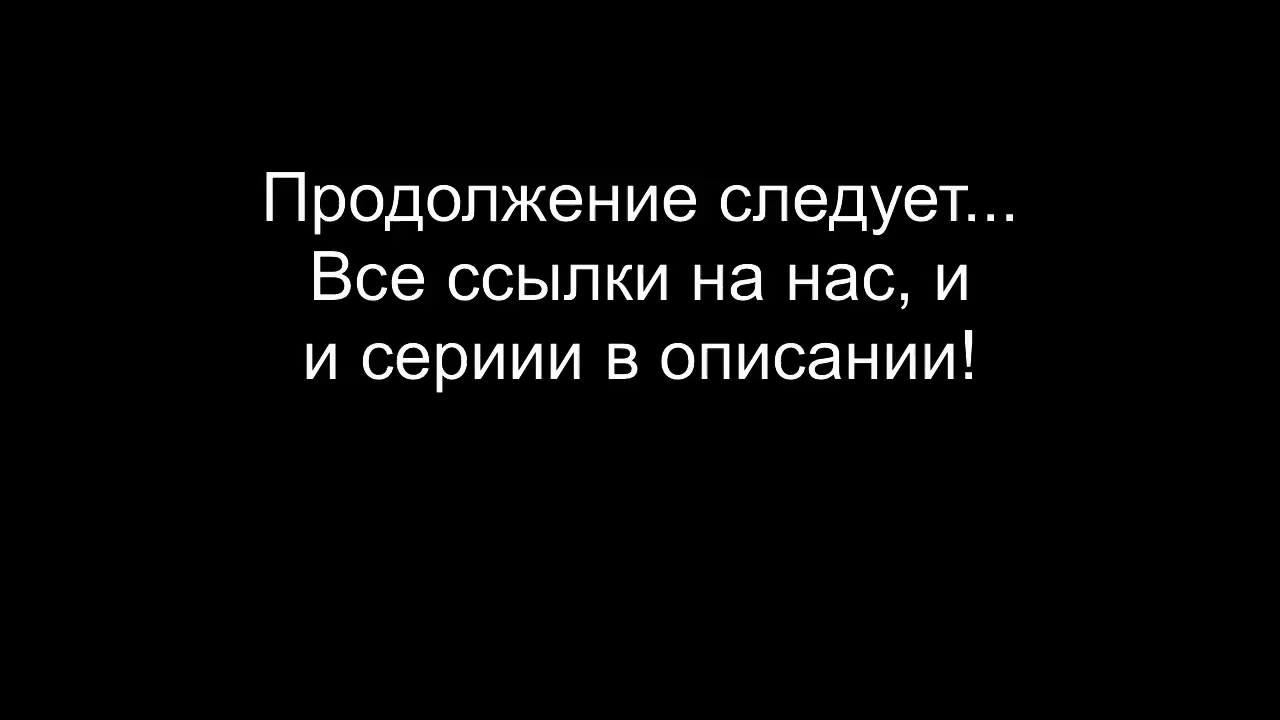 Продолжение следует...
Все ссылки на нас, и
и сериии в описании!